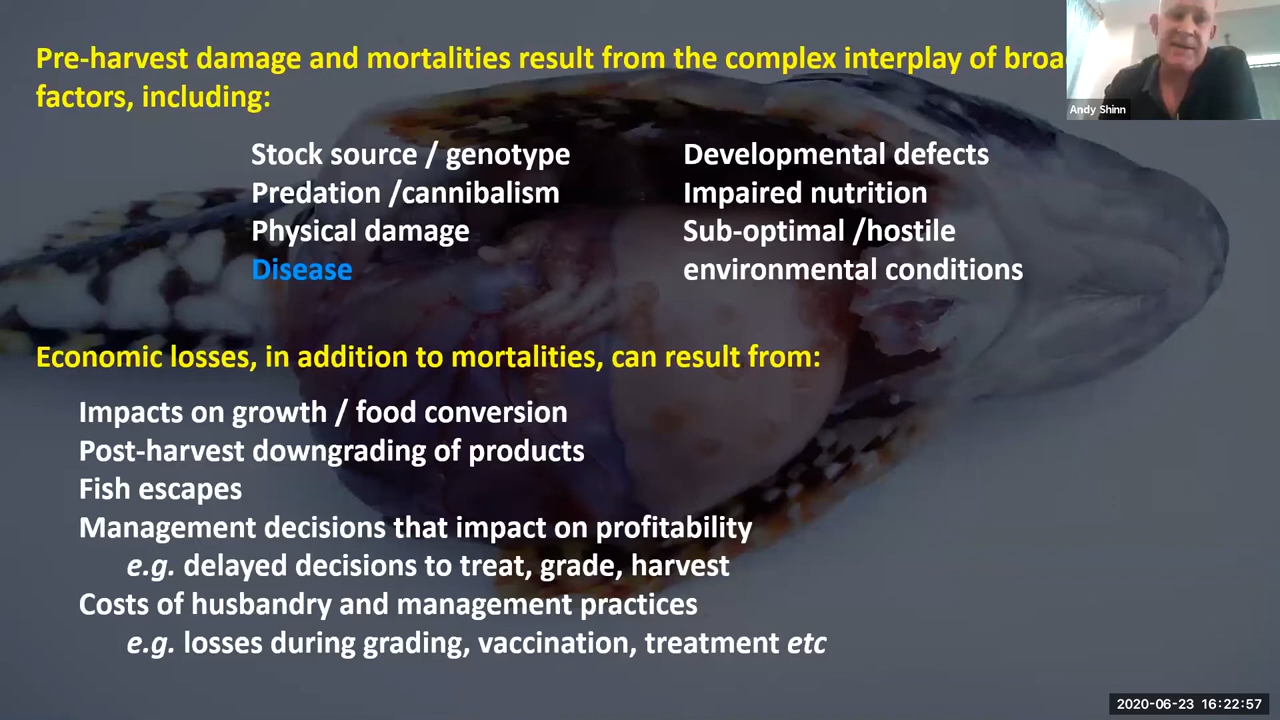 Pre-harvest damage and mortalities result from the complex interplay of
factors, including:
Stock source / genotype
Predation /cannibalism
Physical damage
Disease
Developmental defects
Impaired nutrition
Sub-optimal /hostile
environmental conditions
Economic losses, in addition to mortalities, can result from:
Impacts on growth / food conversion
Post-harvest downgrading of products
Fish escapes
Management decisions that impact on profitability
e.g. delayed decisions to treat, grade, harvest
Costs of husbandry and management practices
e.g. losses during grading, vaccination, treatment etc
Andy Shinn
2020-06-23 16:22:57